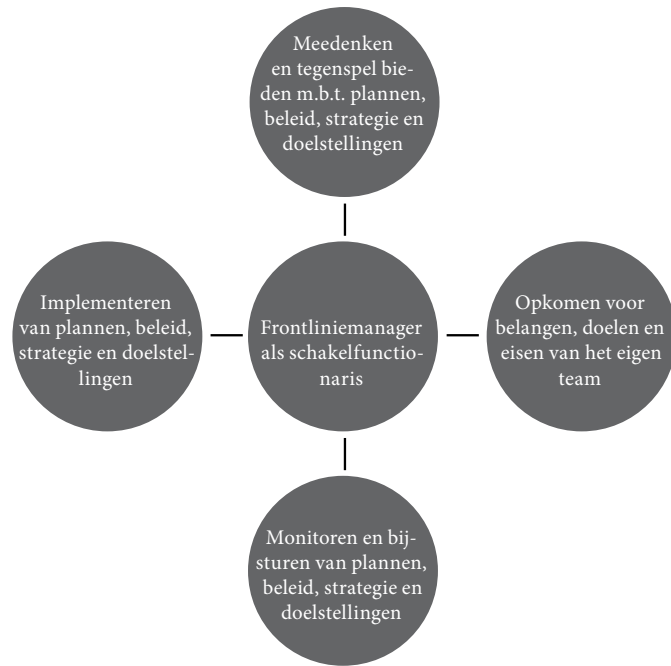 Meedenken
en tegenspel bie-
den m.b.t. plannen,
beleid, strategie en
doelstellingen
Implementeren
van plannen, beleid,
strategie en doelstel-
lingen
Frontliniemanager
als schakelfunctio-
naris
Opkomen voor
belangen, doelen en
eisen van het eigen
team
Monitoren en bij-
sturen van plannen,
beleid, strategie en
doelstellingen